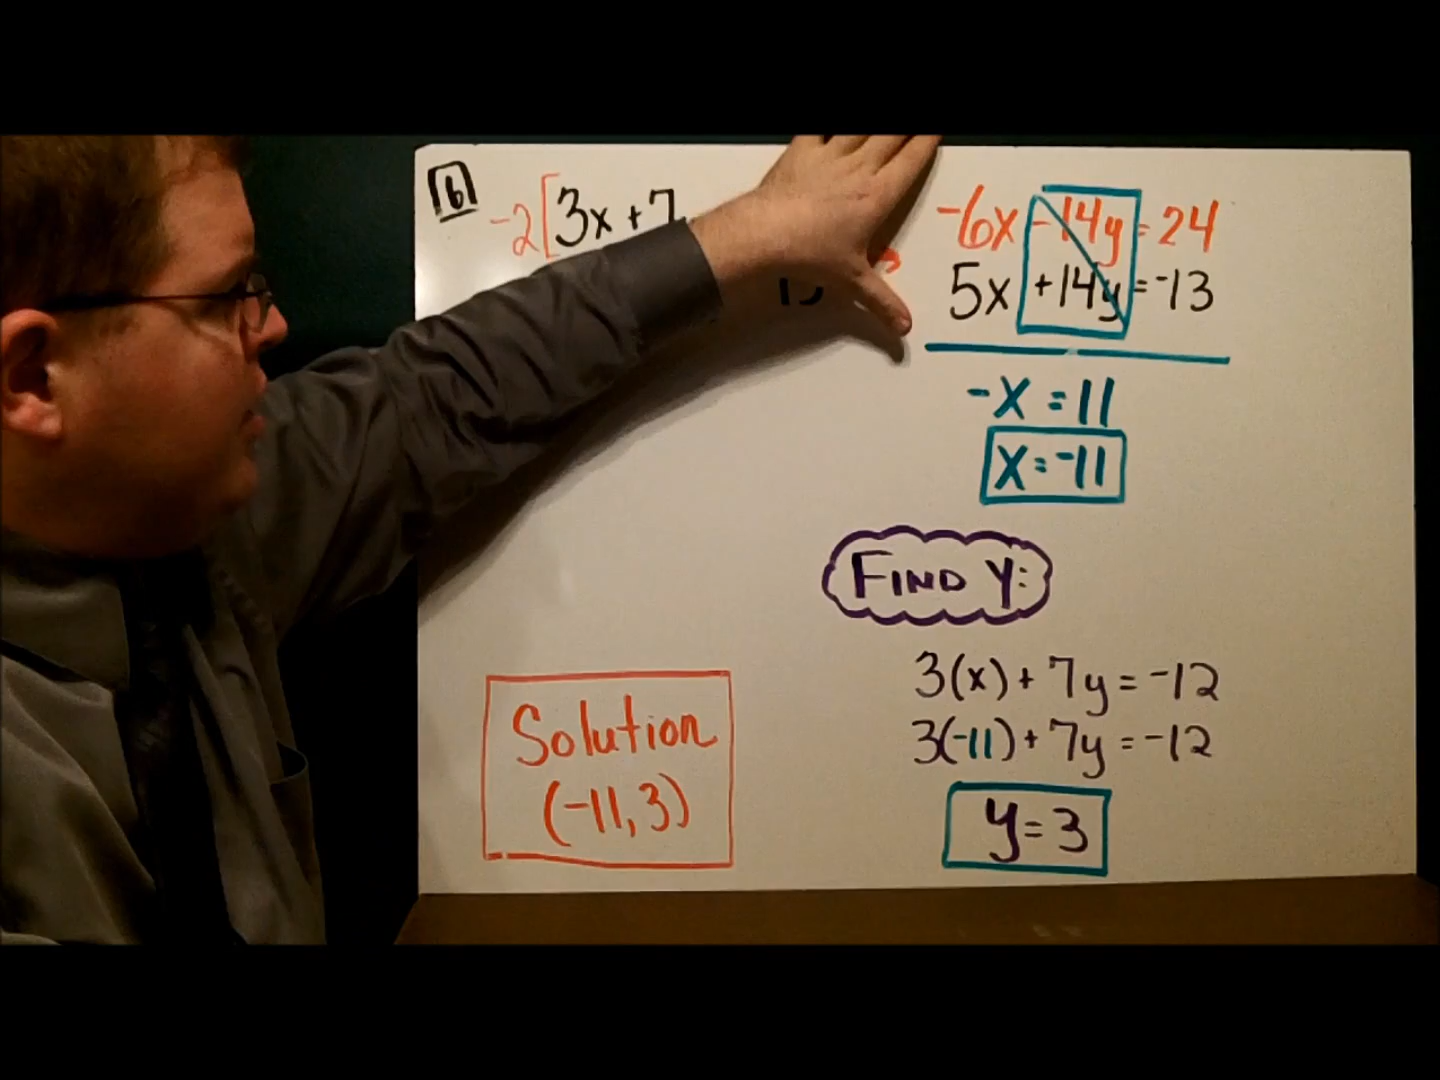 6
-2[3x+7
-6x -14y = 24
5x +14y = -13
-x = 11
x = -11
FIND Y:
3(x) + 7y = -12
3(-11) + 7y = -12
y = 3
Solution
(-11, 3)